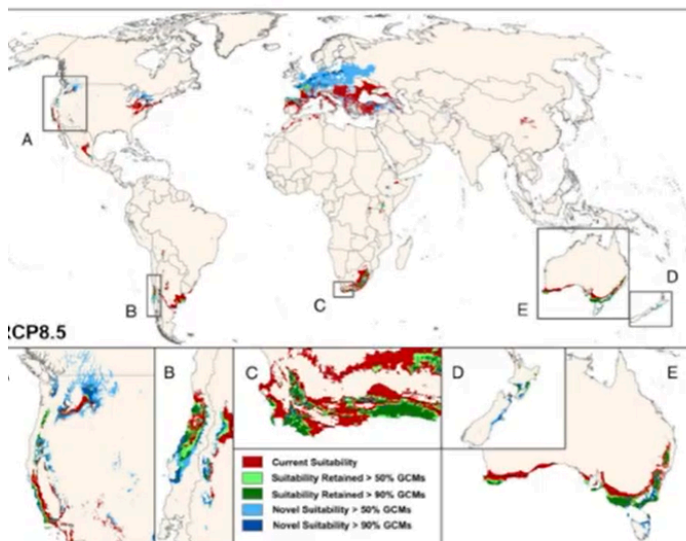 A
B
C
D
E
RCP8.5
B
C
D
E
Current Suitability
Suitability Retained > 50% GCMs
Suitability Retained > 90% GCMs
Novel Suitability > 50% GCMs
Novel Suitability > 90% GCMs